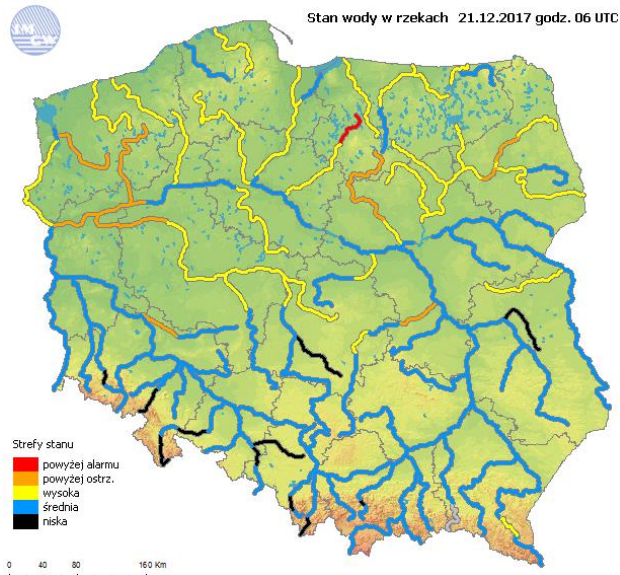 Stan wody w rzekach 21.12.2017 godz. 06 UTC
Strefy stanu
powyżej alarmu
powyżej ostrz.
wysoka
średnia
niska
0 40 80 160 Km